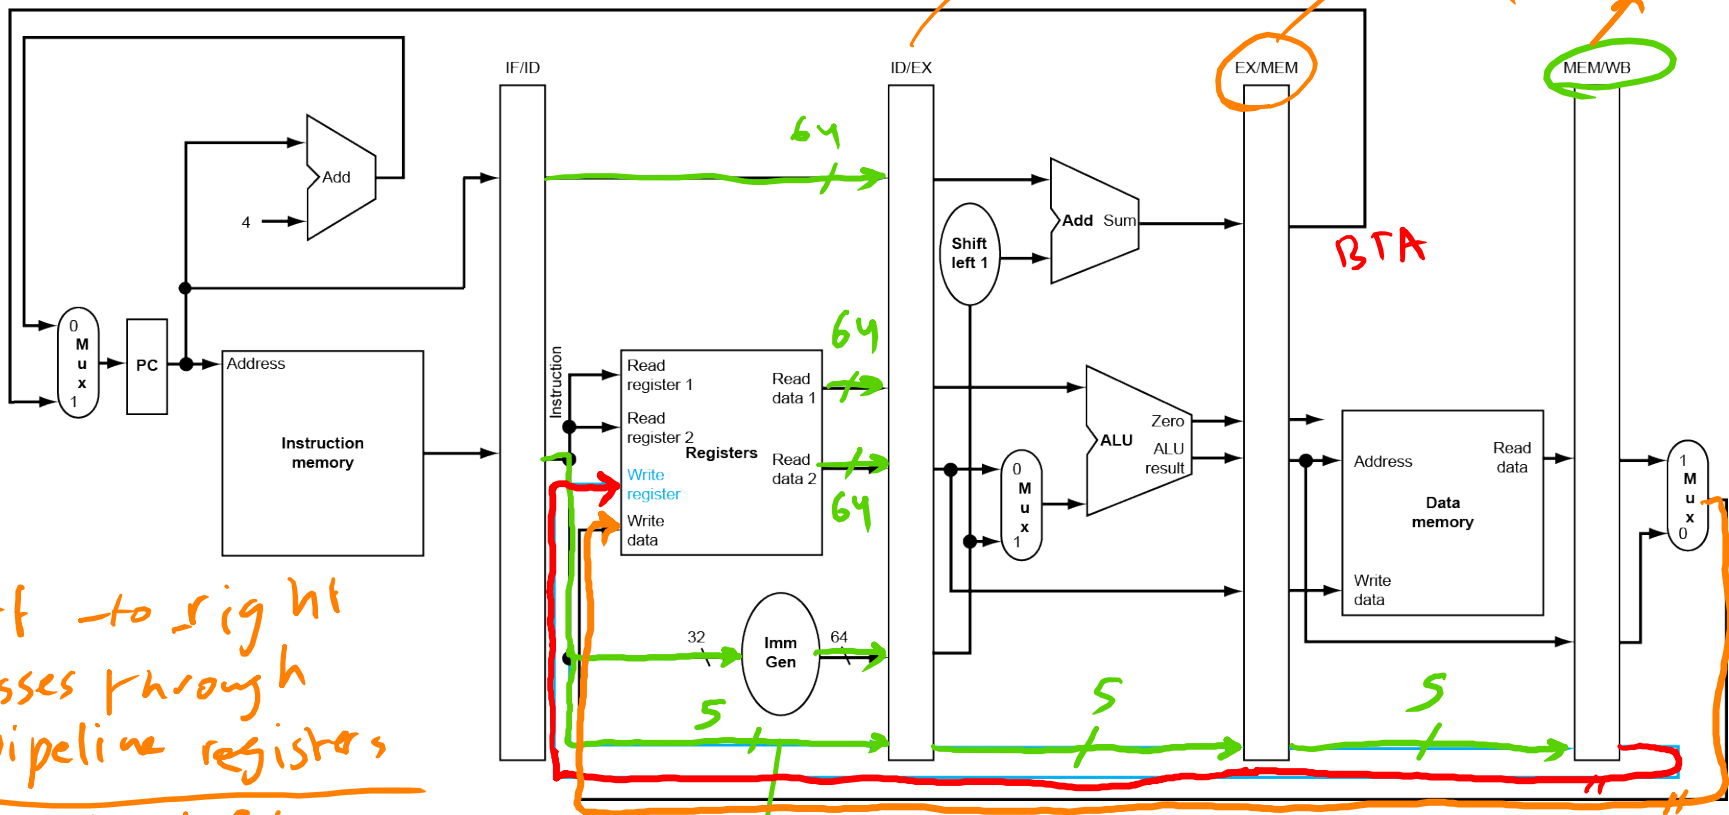 IF/ID
ID/EX
EX/MEM
MEM/WB
64
Add
4
Add Sum
Shift
left 1
BTA
0
M
u
x
1
PC
Address
Instruction
memory
Instruction
Read
register 1
Read
register 2
Registers
Write
register
Write
data
Read
data 1
Read
data 2
64
64
0
M
u
x
1
Zero
ALU
ALU
result
Address
Read
data
Data
memory
Write
data
1
M
u
x
0
32
Imm
Gen
64
to right
through
pipeline registers
5
5
5